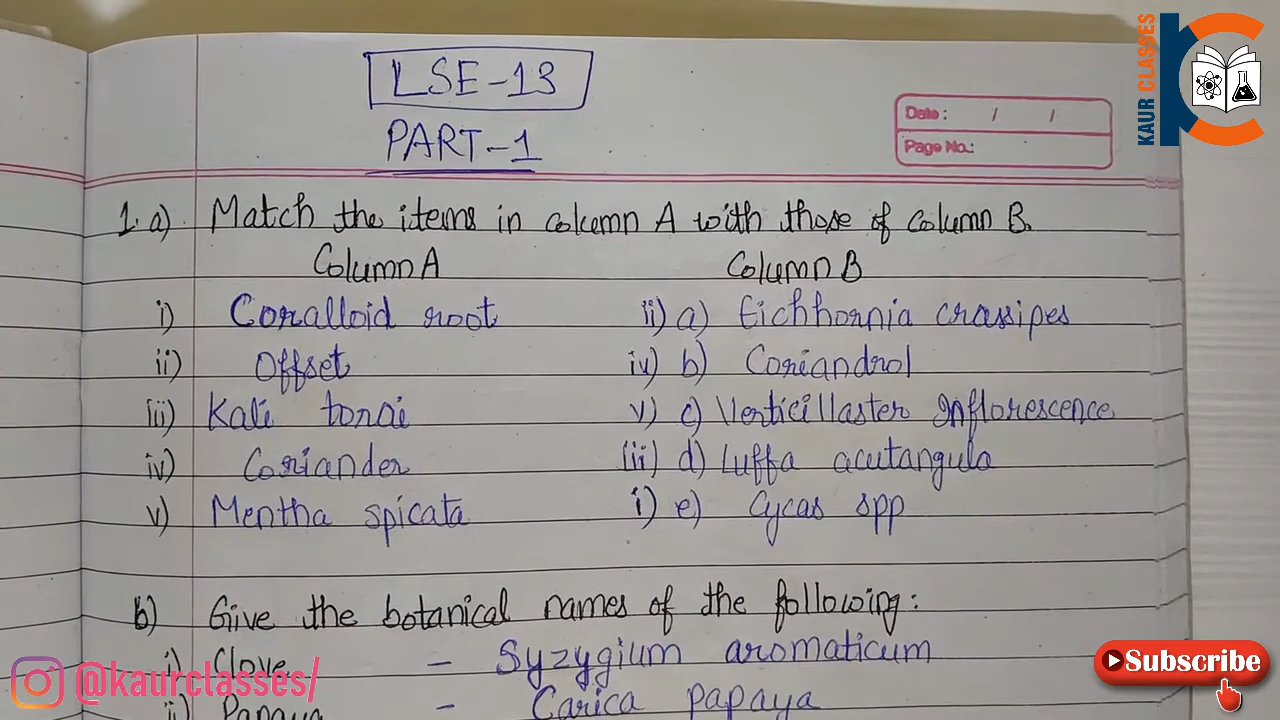 KAUR CLASSES
LSE-13
PART-1
Date: / /
Page No.:
1. a) Match the items in column A with those of column B.
Column A Column B
i) Coralloid root ii) a) Eichhornia crassipes
ii) Offset iv) b) Coriandrol
iii) Kali torai v) c) Verticillaster Inflorescence
iv) Coriander iii) d) Luffa acutangula
v) Mentha spicata i) e) Cycas spp
b) Give the botanical names of the following:
i) Clove - Syzygium aromaticum
ii) Papaya - Carica papaya
@kaurclasses/
Subscribe